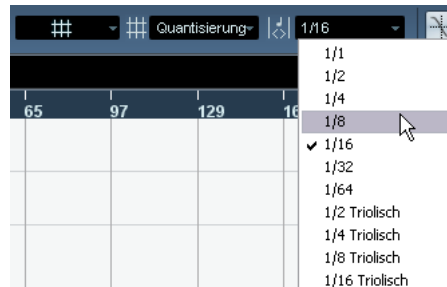 Quantisierung 1/16
65 97 129 16
1/1
1/2
1/4
1/8
1/16
1/32
1/64
1/2 Triolisch
1/4 Triolisch
1/8 Triolisch
1/16 Triolisch